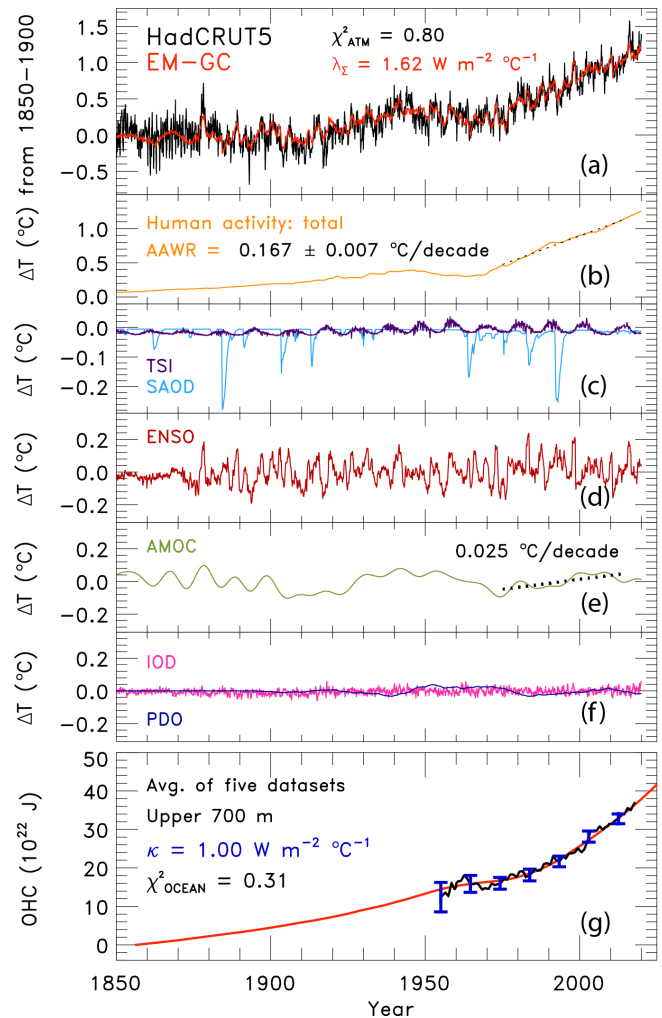 HadCRUT5
EM−GC
χ²ATM = 0.80
λΣ = 1.62 W m⁻² °C⁻¹
1.5
1.0
0.5
0.0
−0.5
(a)
ΔT (°C) from 1850−1900
Human activity: total
AAWR = 0.167 ± 0.007 °C/decade
1.0
0.5
0.0
(b)
ΔT (°C)
0.0
−0.1
−0.2
TSI
SAOD
(c)
ΔT (°C)
ENSO
0.2
0.0
−0.2
(d)
ΔT (°C)
AMOC
0.025 °C/decade
0.2
0.0
−0.2
(e)
ΔT (°C)
IOD
PDO
0.2
0.0
−0.2
(f)
ΔT (°C)
Avg. of five datasets
Upper 700 m
κ = 1.00 W m⁻² °C⁻¹
χ²OCEAN = 0.31
50
40
30
20
10
0
(g)
OHC (10²² J)
1850 1900 1950 2000
Year